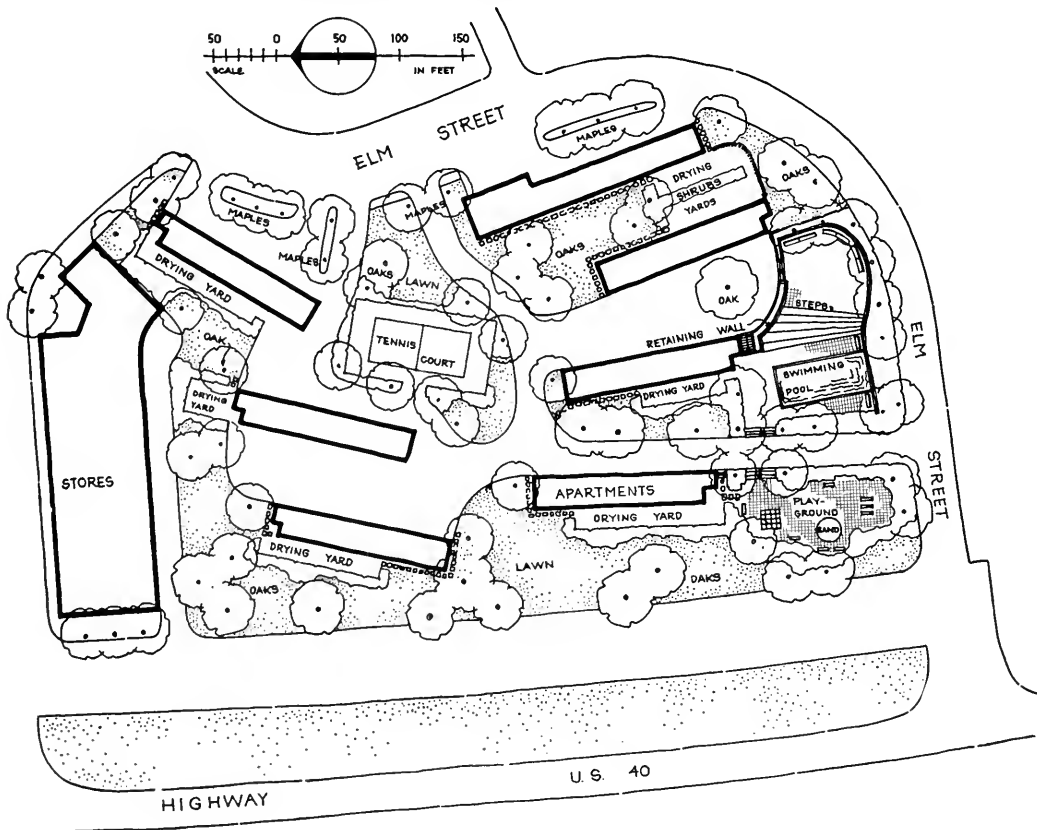 50 0 50 100 150
SCALE IN FEET
ELM STREET
MAPLES
MAPLES
MAPLES
MAPLES
DRYING
SHRUBS
YARDS
OAKS
OAKS
OAKS
LAWN
DRYING YARD
OAK
STEPS
OAK
RETAINING WALL
TENNIS
COURT
SWIMMING
POOL
ELM
STREET
DRYING YARD
DRYING
YARD
STORES
APARTMENTS
PLAY-
GROUND
SAND
DRYING YARD
DRYING YARD
LAWN
OAKS
OAKS
U. S. 40
HIGHWAY